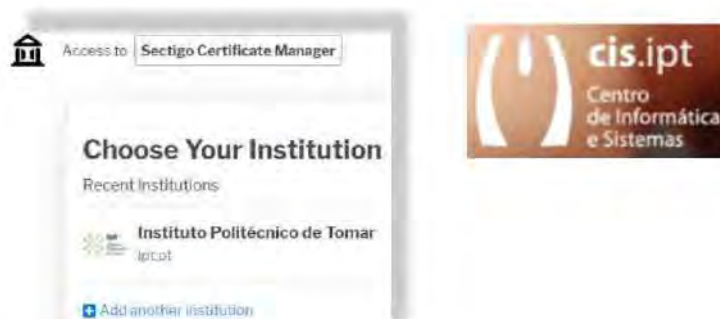 Access to Sectigo Certificate Manager
Choose Your Institution
Recent Institutions
Instituto Politécnico de Tomar
ipt.pt
Add another institution
cis.ipt
Centro
de Informática
e Sistemas